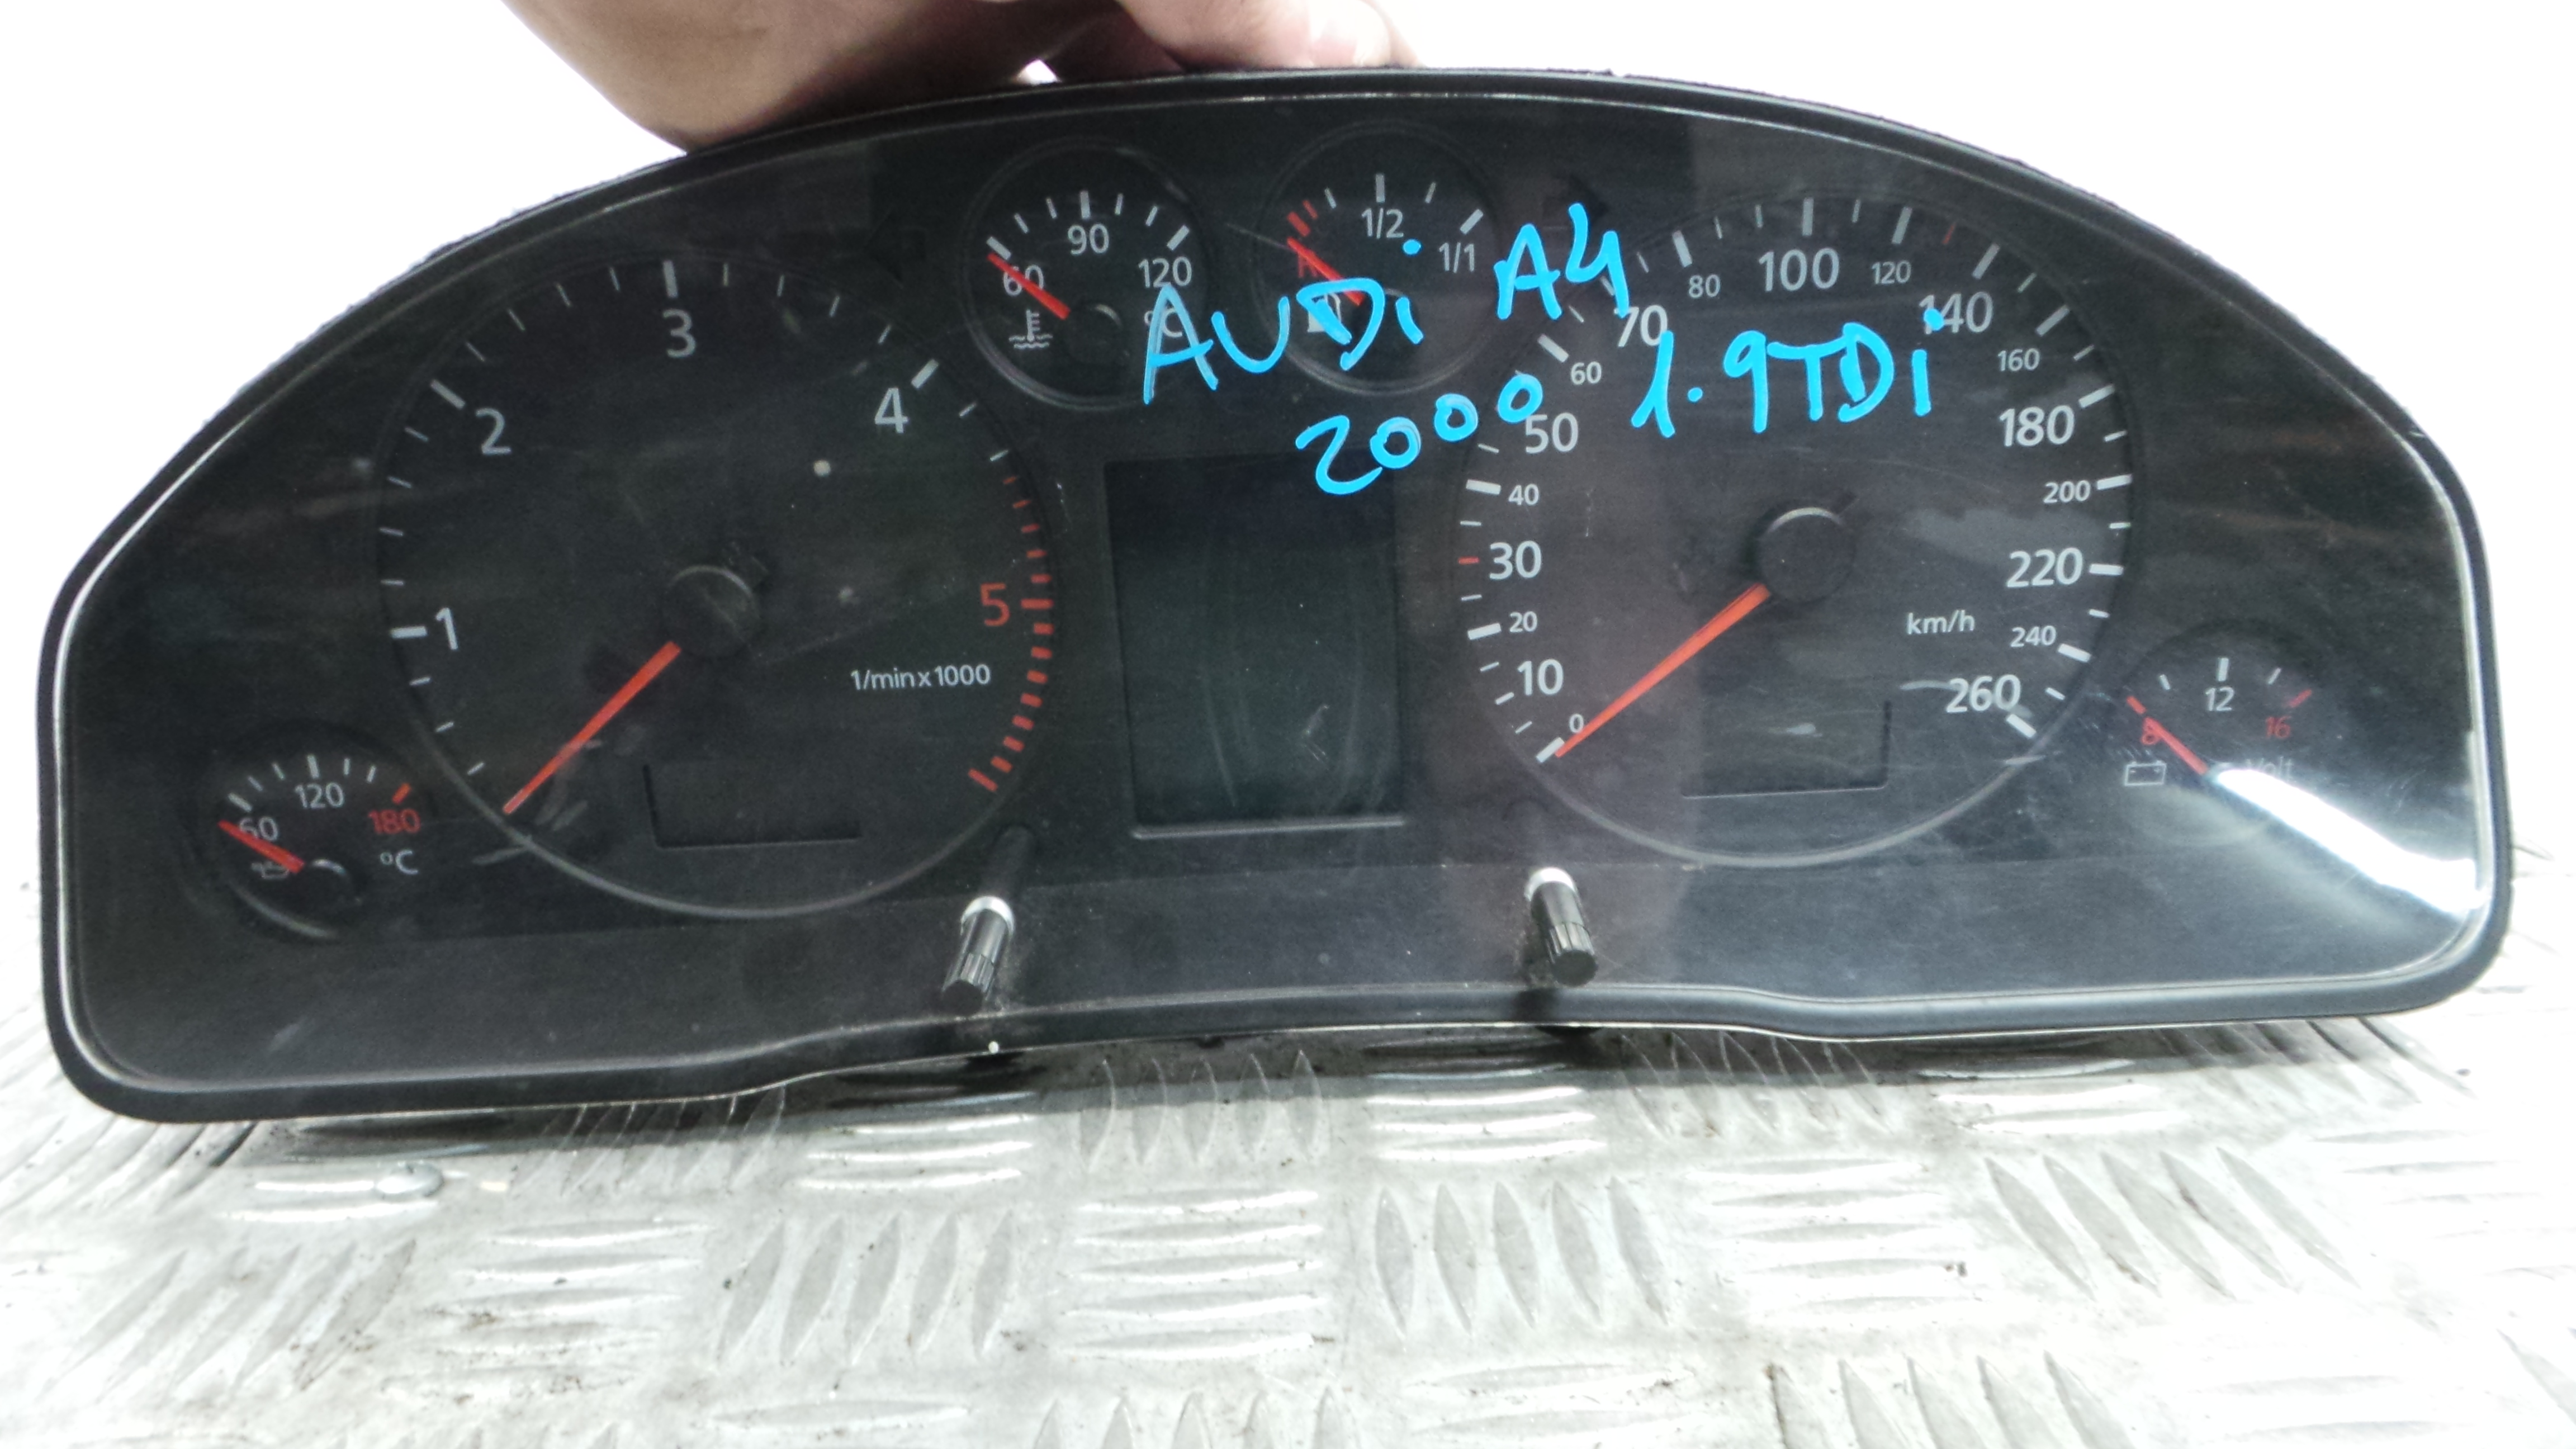 AUDi A4
2000 1.9TDi
1 2 3 4 5
1/min x 1000
60 90 120
°C
R 1/2 1/1
0 10 20 30 40 50 60 70 80 100 120 140 160 180 200 220 240 260
km/h
60 120 180
°C
8 12 16
Volt